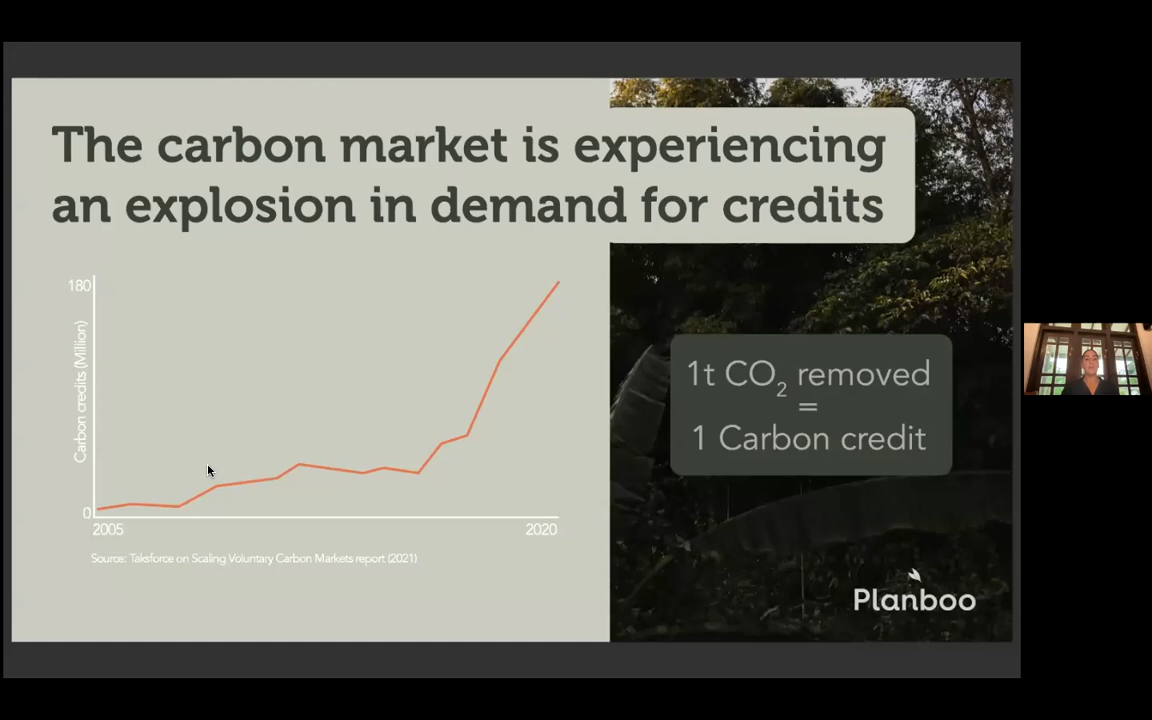 The carbon market is experiencing
an explosion in demand for credits
180
Carbon credits (Million)
0
2005
2020
Source: Taksforce on Scaling Voluntary Carbon Markets report (2021)
1t CO₂ removed
=
1 Carbon credit
Planboo